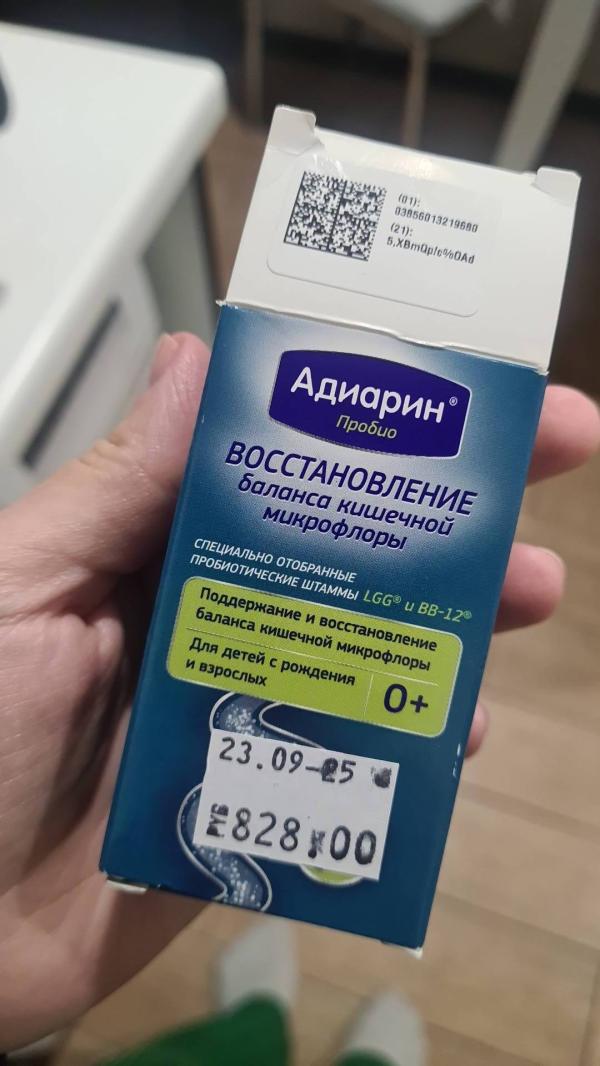 (01):
03856013219680
(21):
5,XBmQp!c%0Ad
Адиарин®
Пробио
ВОССТАНОВЛЕНИЕ
баланса кишечной
микрофлоры
СПЕЦИАЛЬНО ОТОБРАННЫЕ
ПРОБИОТИЧЕСКИЕ ШТАММЫ LGG® и BB-12®
Поддержание и восстановление
баланса кишечной микрофлоры
Для детей с рождения
и взрослых
0+
23.09-25
РУБ 828.00